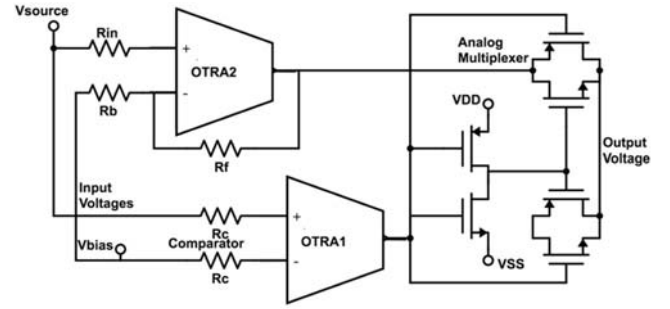 Vsource
Rin
+
OTRA2
-
Rb
Rf
Analog
Multiplexer
VDD
Output
Voltage
Input
Voltages
Rc
+
Vbias
Comparator
OTRA1
-
Rc
VSS